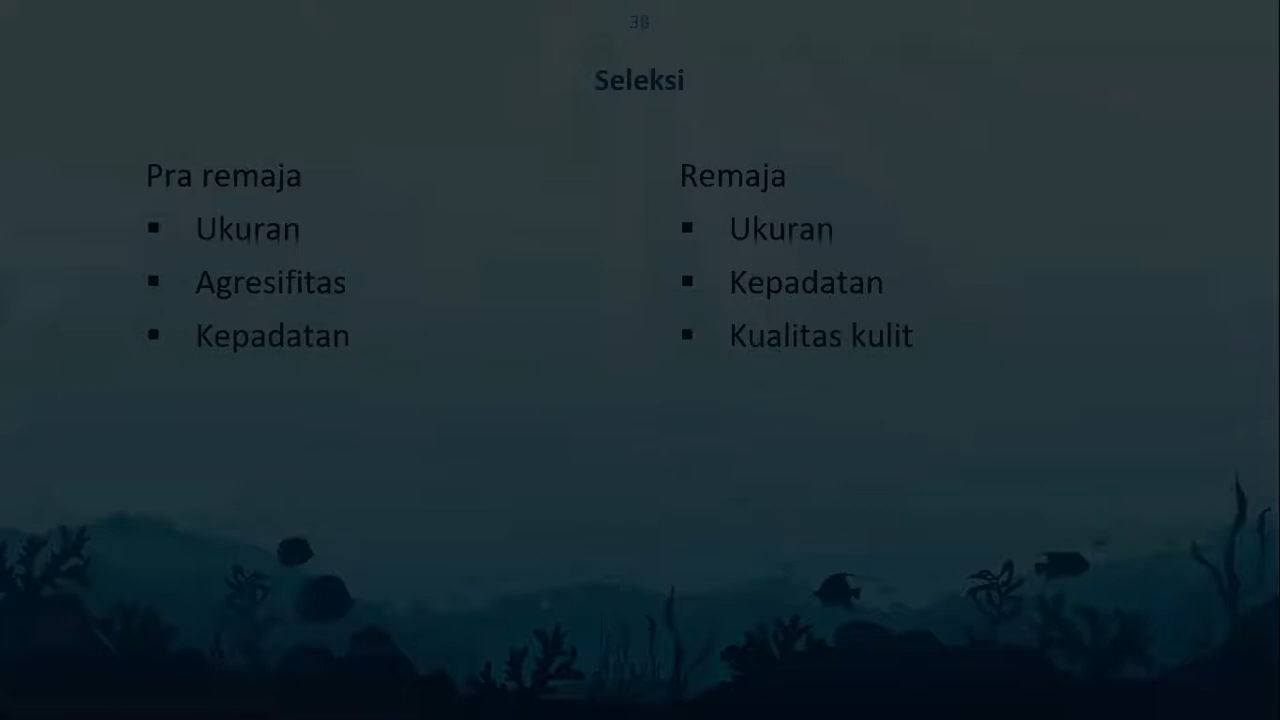 38
Seleksi
Pra remaja
▪ Ukuran
▪ Agresifitas
▪ Kepadatan
Remaja
▪ Ukuran
▪ Kepadatan
▪ Kualitas kulit